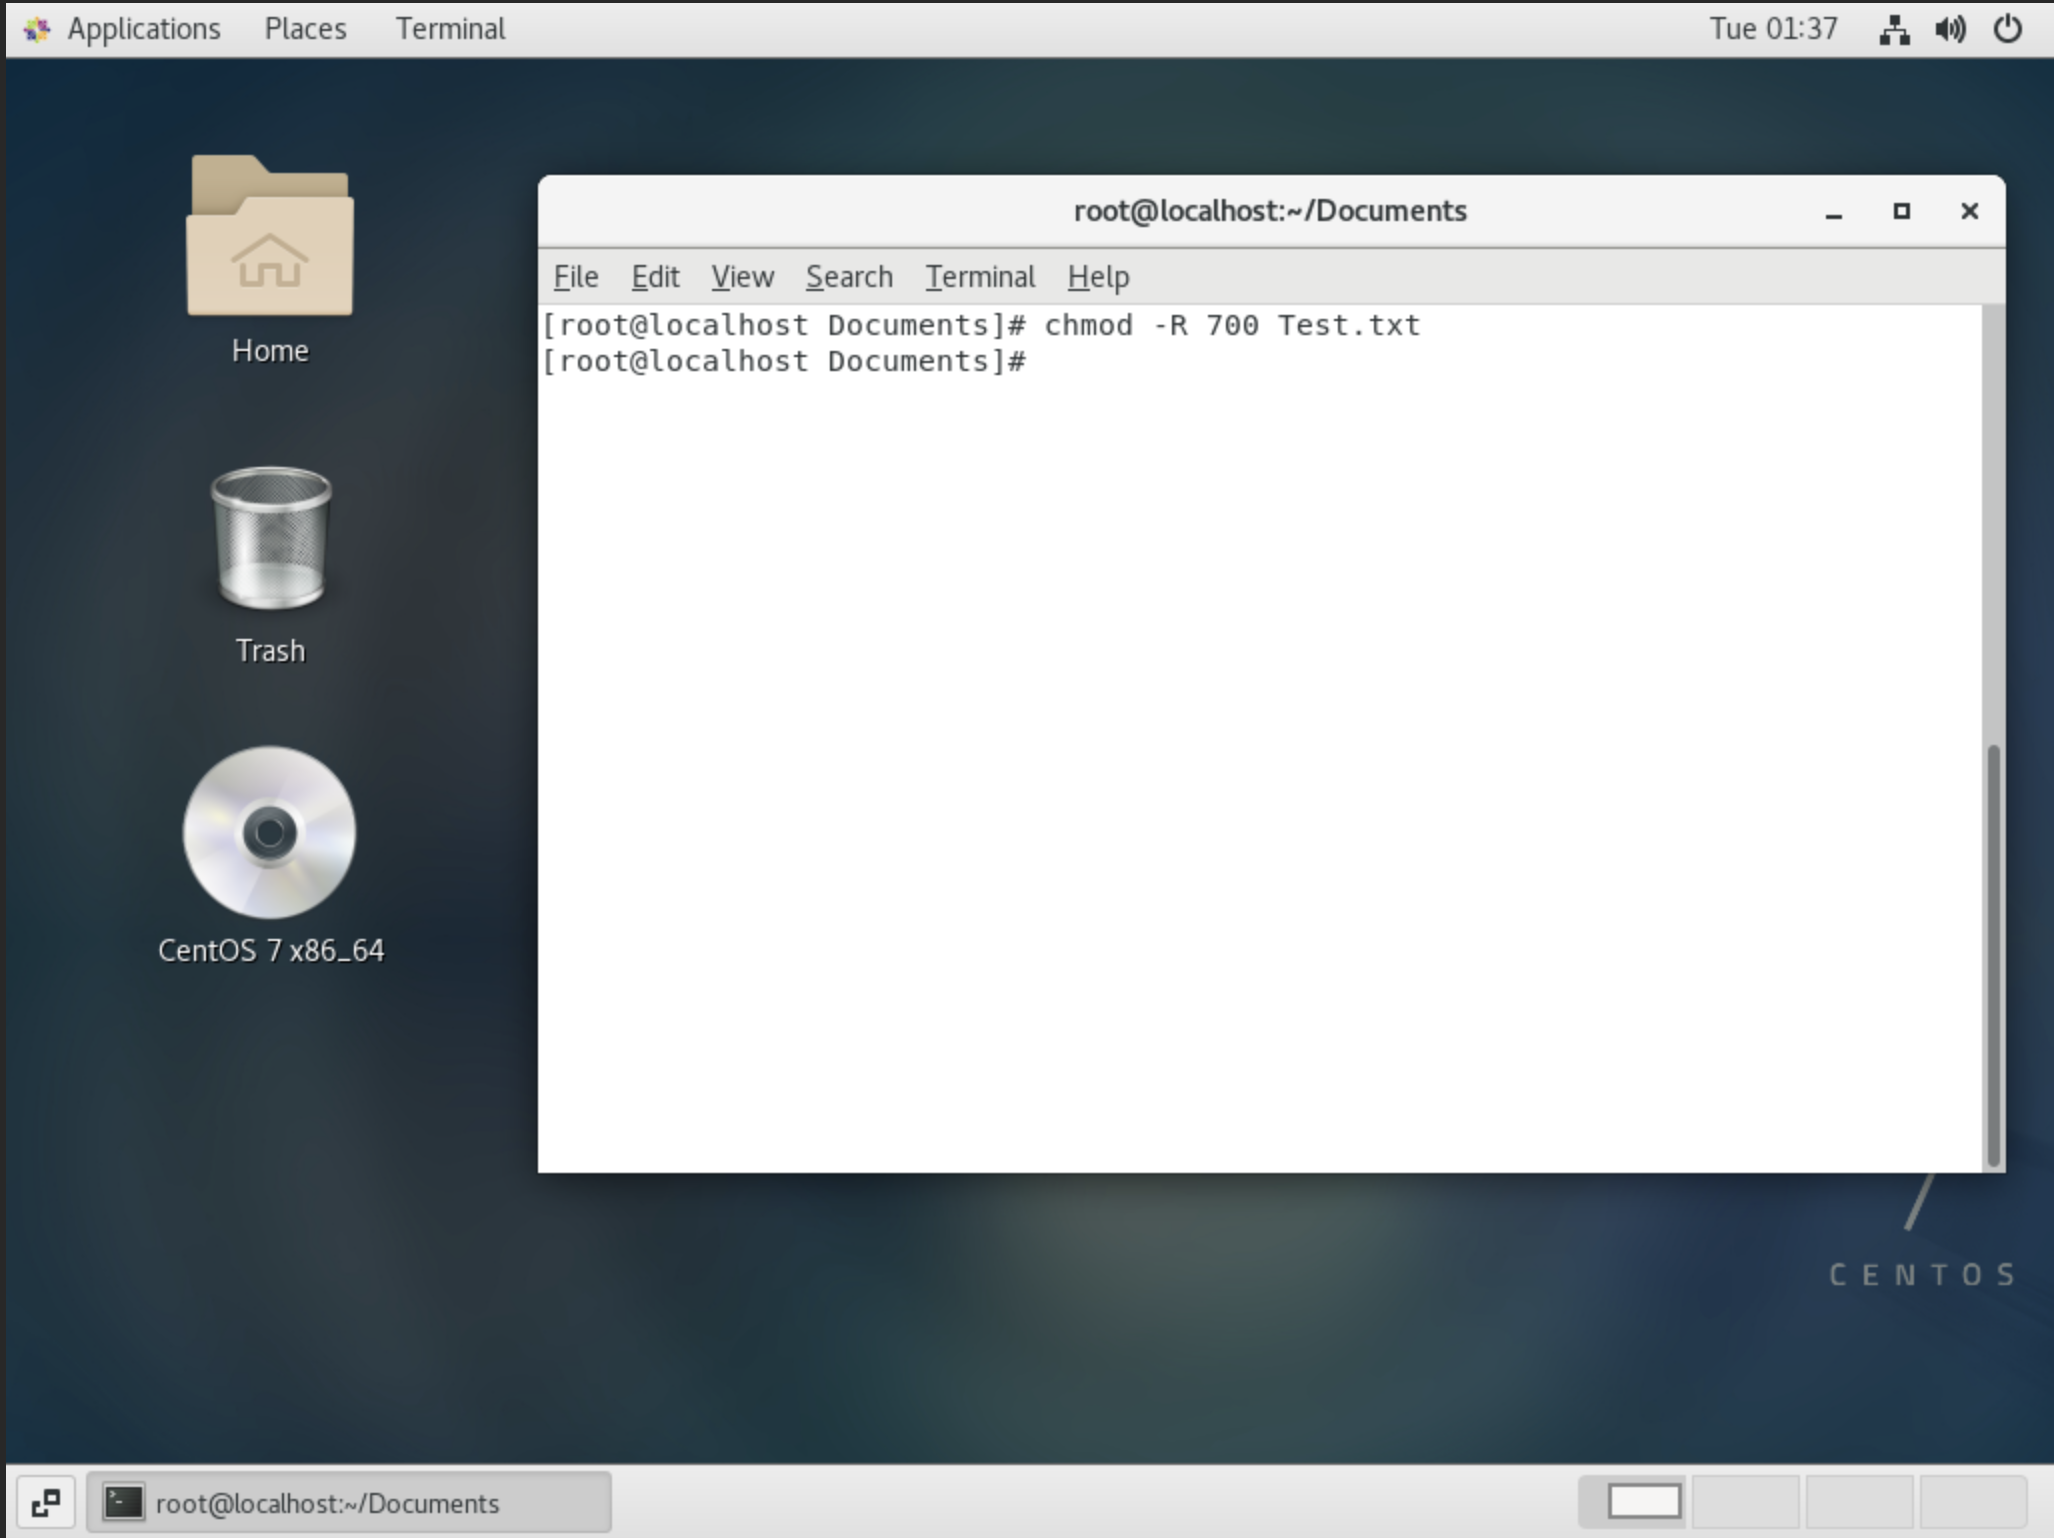 Applications Places Terminal Tue 01:37
Home
Trash
CentOS 7 x86_64
root@localhost:~/Documents
File Edit View Search Terminal Help
[root@localhost Documents]# chmod -R 700 Test.txt
[root@localhost Documents]#
CENTOS
root@localhost:~/Documents